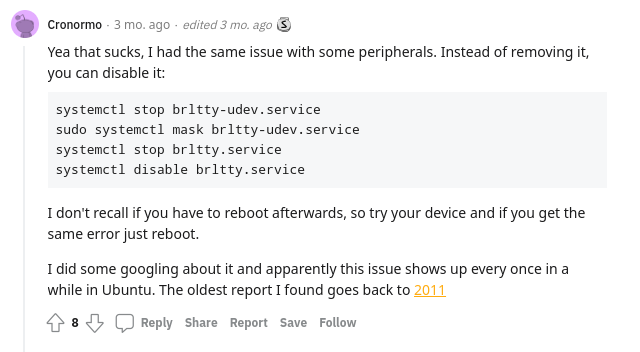 Cronormo · 3 mo. ago · edited 3 mo. ago S
Yea that sucks, I had the same issue with some peripherals. Instead of removing it,
you can disable it:
systemctl stop brltty-udev.service
sudo systemctl mask brltty-udev.service
systemctl stop brltty.service
systemctl disable brltty.service
I don't recall if you have to reboot afterwards, so try your device and if you get the
same error just reboot.
I did some googling about it and apparently this issue shows up every once in a
while in Ubuntu. The oldest report I found goes back to 2011
8 Reply Share Report Save Follow